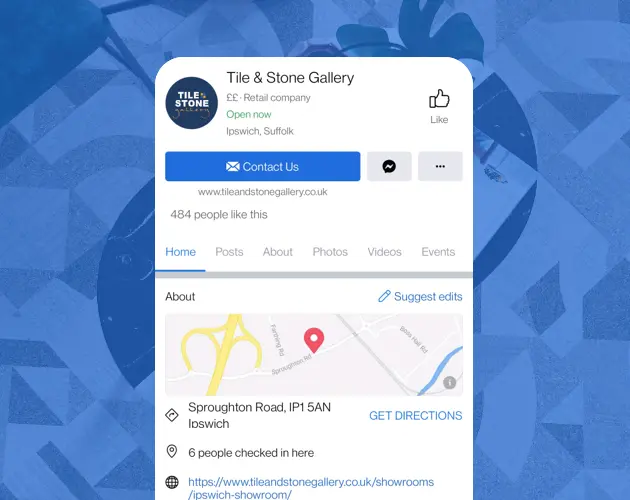 Tile & Stone Gallery
TILE &
STONE
gallery
££ · Retail company
Open now
Ipswich, Suffolk
Like
Contact Us
www.tileandstonegallery.co.uk
484 people like this
Home Posts About Photos Videos Events
About
Suggest edits
Farthing Rd
Sproughton Rd
Boss Hall Rd
Sproughton Road, IP1 5AN
Ipswich
GET DIRECTIONS
6 people checked in here
https://www.tileandstonegallery.co.uk/showrooms
/ipswich-showroom/